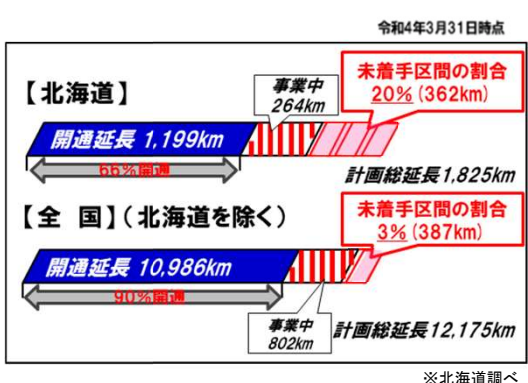 令和4年3月31日時点
【北海道】
事業中
264km
未着手区間の割合
20% (362km)
開通延長 1,199km
66%開通
計画総延長1,825km
【全 国】(北海道を除く)
未着手区間の割合
3% (387km)
開通延長 10,986km
90%開通
事業中
802km
計画総延長12,175km
※北海道調べ